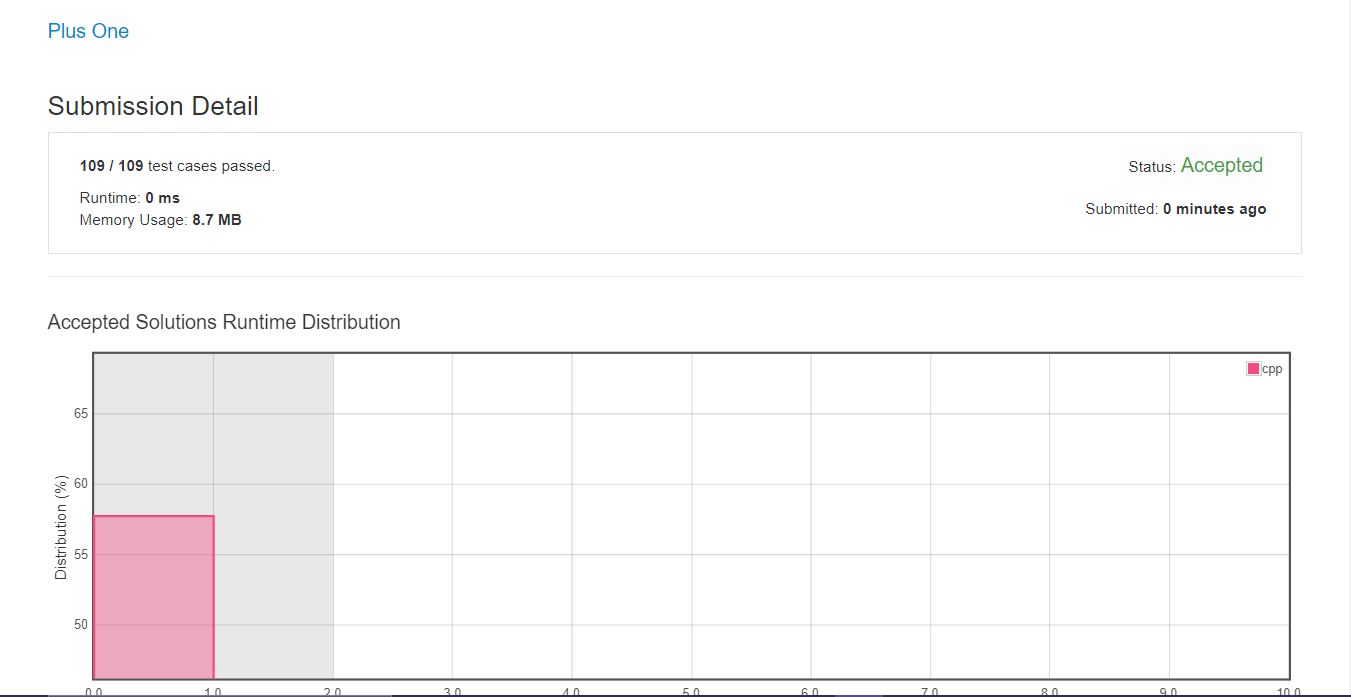 Plus One
Submission Detail
109 / 109 test cases passed.
Status: Accepted
Runtime: 0 ms
Submitted: 0 minutes ago
Memory Usage: 8.7 MB
Accepted Solutions Runtime Distribution
cpp
65
60
55
50
Distribution (%)
0.0 1.0 2.0 3.0 4.0 5.0 6.0 7.0 8.0 9.0 10.0